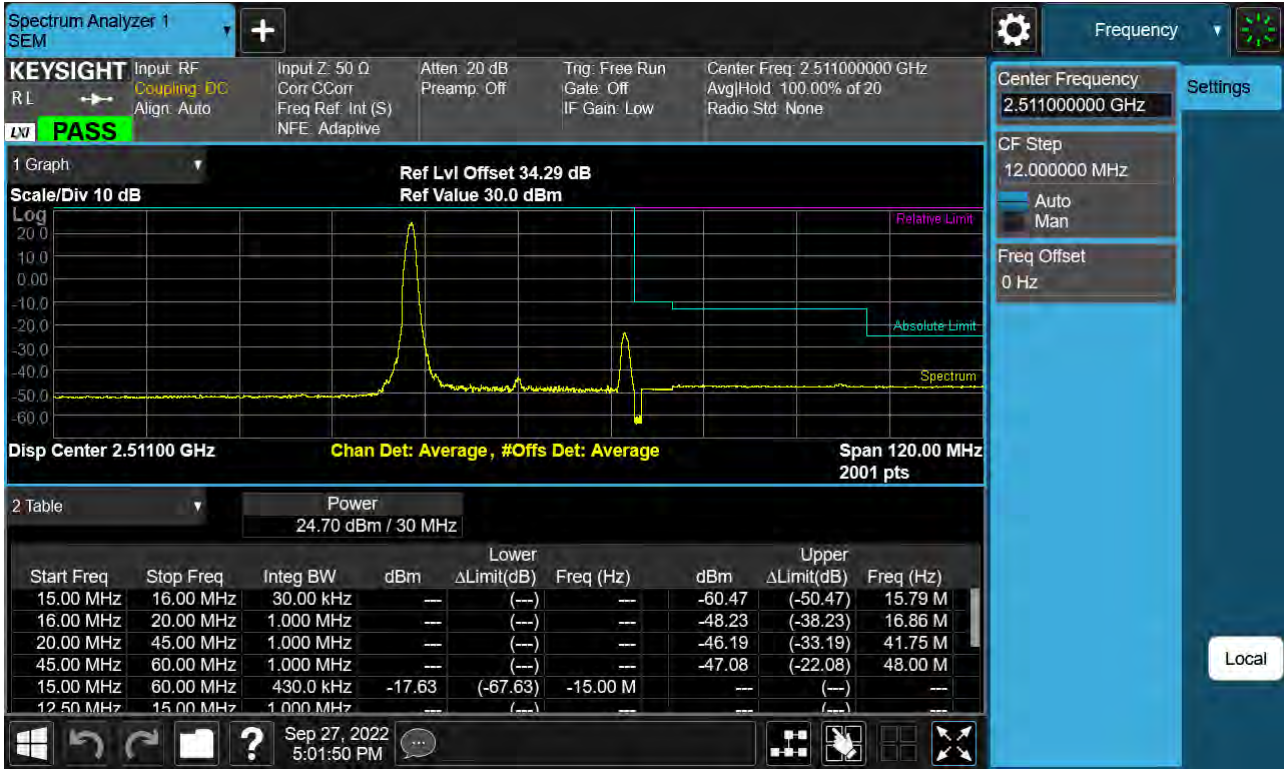 Spectrum Analyzer 1
SEM
Frequency
KEYSIGHT
RL
LXI
PASS
Input: RF
Coupling: DC
Align: Auto
Input Z: 50 Ω
Corr CCorr
Freq Ref: Int (S)
NFE: Adaptive
Atten: 20 dB
Preamp: Off
Trig: Free Run
Gate: Off
IF Gain: Low
Center Freq: 2.511000000 GHz
Avg|Hold: 100.00% of 20
Radio Std: None
Center Frequency
2.511000000 GHz
Settings
CF Step
12.000000 MHz
Auto
Man
Freq Offset
0 Hz
1 Graph
Ref Lvl Offset 34.29 dB
Scale/Div 10 dB
Ref Value 30.0 dBm
Log
20.0
10.0
0.00
-10.0
-20.0
-30.0
-40.0
-50.0
-60.0
Relative Limit
Absolute Limit
Spectrum
Disp Center 2.51100 GHz
Chan Det: Average , #Offs Det: Average
Span 120.00 MHz
2001 pts
2 Table
Power
24.70 dBm / 30 MHz
Lower Upper
Start Freq Stop Freq Integ BW dBm ΔLimit(dB) Freq (Hz) dBm ΔLimit(dB) Freq (Hz)
15.00 MHz 16.00 MHz 30.00 kHz --- (---) --- -60.47 (-50.47) 15.79 M
16.00 MHz 20.00 MHz 1.000 MHz --- (---) --- -48.23 (-38.23) 16.86 M
20.00 MHz 45.00 MHz 1.000 MHz --- (---) --- -46.19 (-33.19) 41.75 M
45.00 MHz 60.00 MHz 1.000 MHz --- (---) --- -47.08 (-22.08) 48.00 M
15.00 MHz 60.00 MHz 430.0 kHz -17.63 (-67.63) -15.00 M --- (---) ---
12.50 MHz 15.00 MHz 1.000 MHz --- (---) --- --- (---) ---
Local
?
Sep 27, 2022
5:01:50 PM